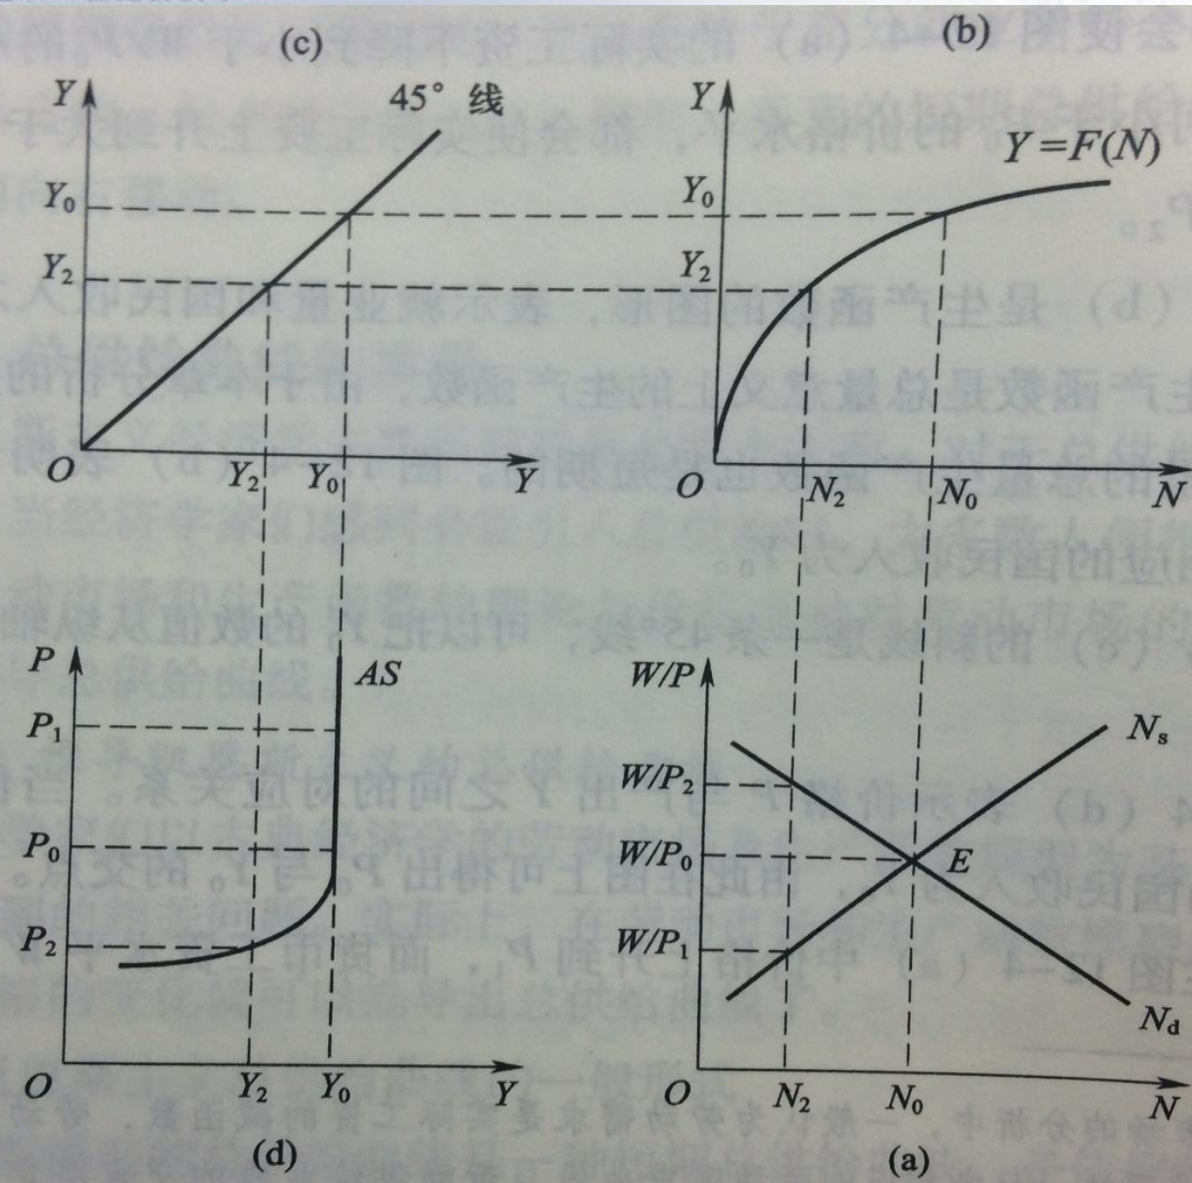 (c)
(b)
Y
45° 线
Y
Y=F(N)
Y₀
Y₀
Y₂
Y₂
O
Y₂
Y₀
Y
O
N₂
N₀
N
P
AS
W/P
P₁
Nₛ
W/P₂
P₀
W/P₀
E
P₂
W/P₁
N_d
O
Y₂
Y₀
Y
O
N₂
N₀
N
(d)
(a)